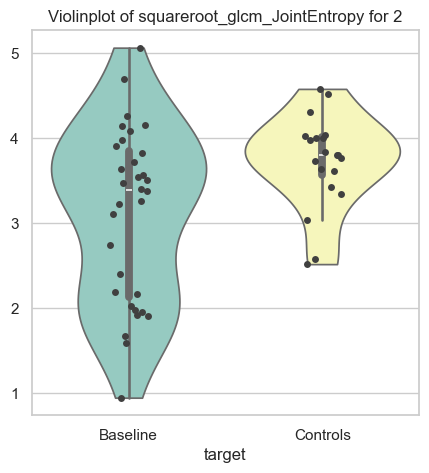 Violinplot of squareroot_glcm_JointEntropy for 2
5
4
3
2
1
Baseline
Controls
target